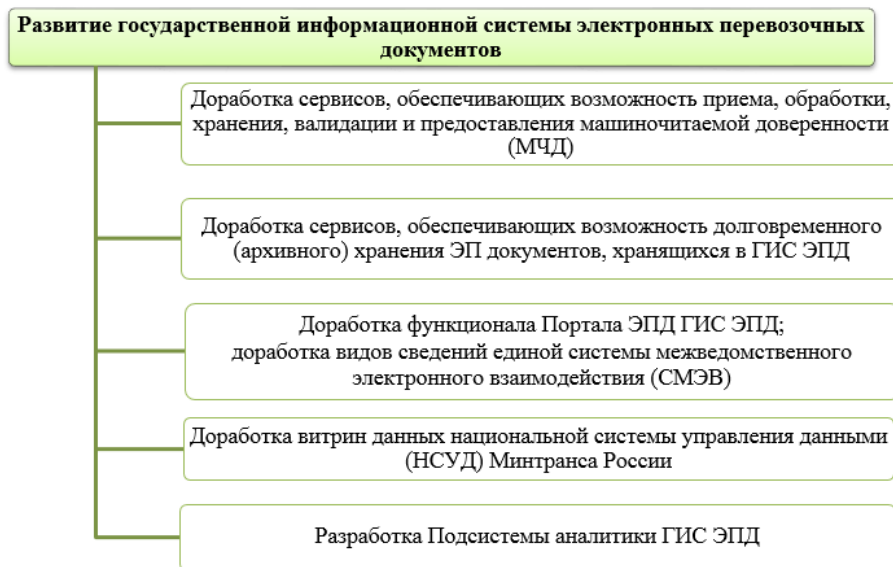 Развитие государственной информационной системы электронных перевозочных
документов
Доработка сервисов, обеспечивающих возможность приема, обработки,
хранения, валидации и предоставления машиночитаемой доверенности
(МЧД)
Доработка сервисов, обеспечивающих возможность долговременного
(архивного) хранения ЭП документов, хранящихся в ГИС ЭПД
Доработка функционала Портала ЭПД ГИС ЭПД;
доработка видов сведений единой системы межведомственного
электронного взаимодействия (СМЭВ)
Доработка витрин данных национальной системы управления данными
(НСУД) Минтранса России
Разработка Подсистемы аналитики ГИС ЭПД